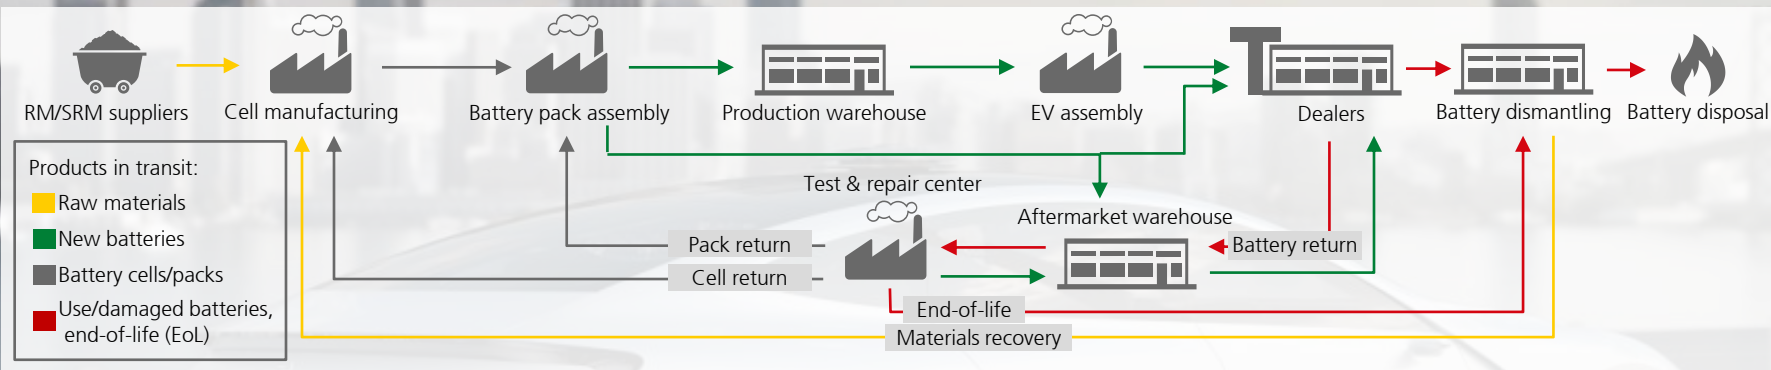 RM/SRM suppliers
Cell manufacturing
Battery pack assembly
Production warehouse
EV assembly
Dealers
Battery dismantling
Battery disposal
Products in transit:
Raw materials
New batteries
Battery cells/packs
Use/damaged batteries,
end-of-life (EoL)
Test & repair center
Aftermarket warehouse
Pack return
Battery return
Cell return
End-of-life
Materials recovery